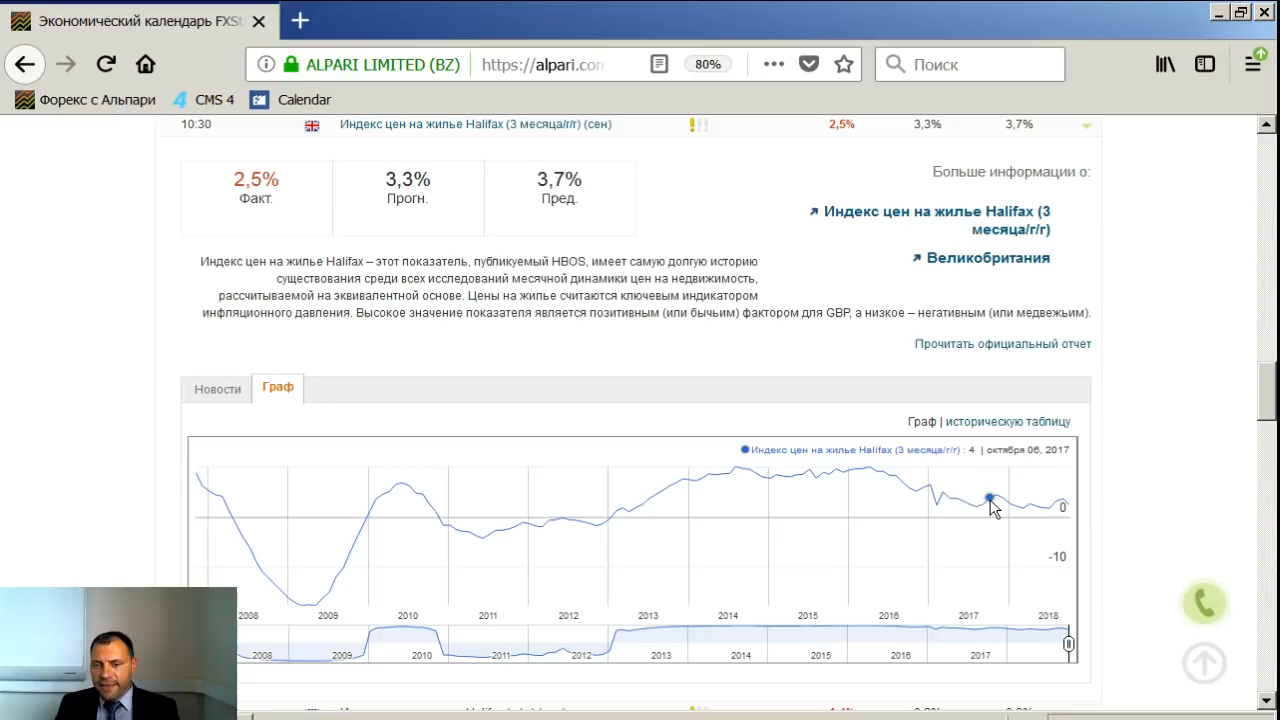 Экономический календарь FXSt
ALPARI LIMITED (BZ)
https://alpari.com
80%
Поиск
Форекс с Альпари
CMS 4
Calendar
10:30 Индекс цен на жилье Halifax (3 месяца/г/г) (сен) 2,5% 3,3% 3,7%
2,5%
Факт.
3,3%
Прогн.
3,7%
Пред.
Больше информации о:
Индекс цен на жилье Halifax (3
месяца/г/г)
Великобритания
Индекс цен на жилье Halifax – этот показатель, публикуемый HBOS, имеет самую долгую историю
существования среди всех исследований месячной динамики цен на недвижимость,
рассчитываемой на эквивалентной основе. Цены на жилье считаются ключевым индикатором
инфляционного давления. Высокое значение показателя является позитивным (или бычьим) фактором для GBP, а низкое – негативным (или медвежьим).
Прочитать официальный отчет
Новости
Граф
Граф | историческую таблицу
Индекс цен на жилье Halifax (3 месяца/г/г) : 4 | октября 06, 2017
0
-10
2008 2009 2010 2011 2012 2013 2014 2015 2016 2017 2018
2008 2009 2010 2011 2012 2013 2014 2015 2016 2017